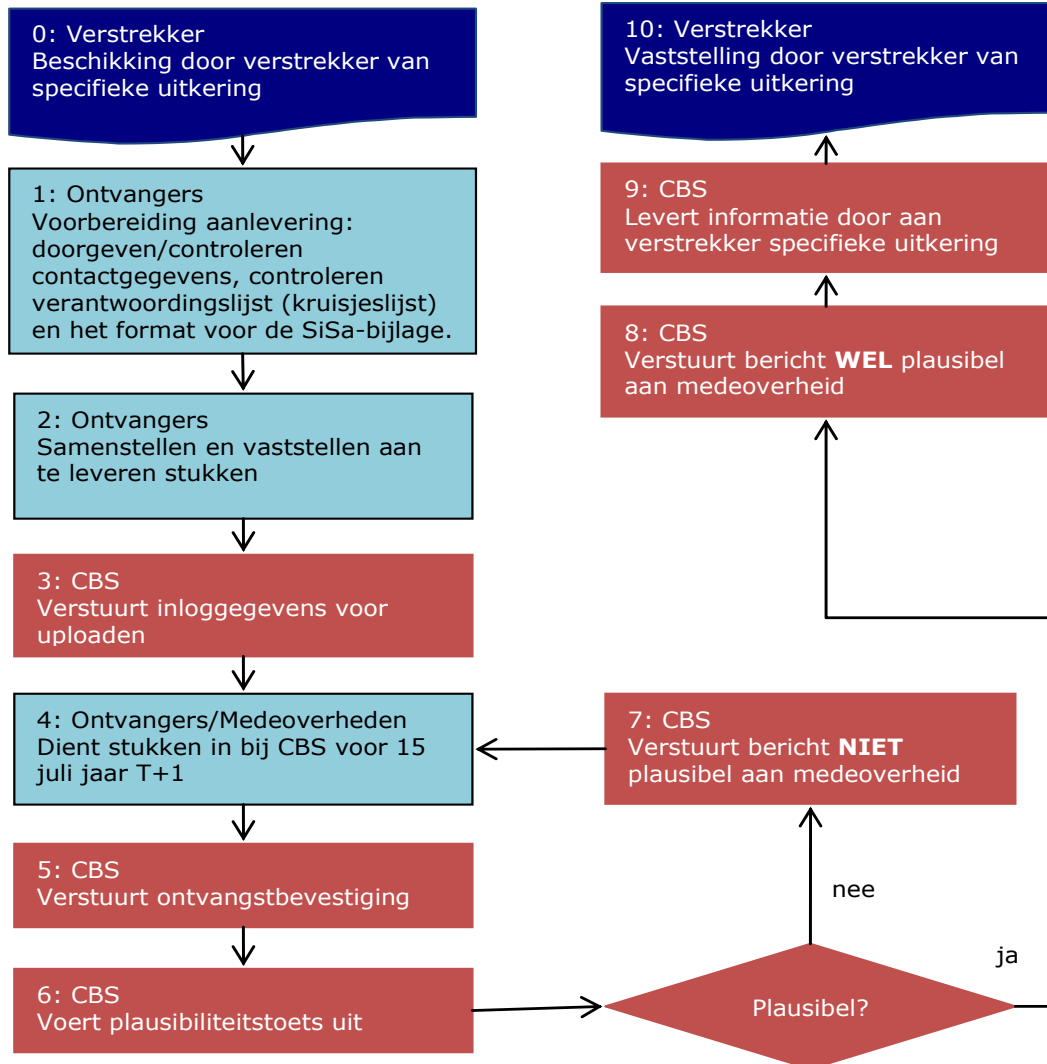 0: Verstrekker
Beschikking door verstrekker van
specifieke uitkering
1: Ontvangers
Voorbereiding aanlevering:
doorgeven/controleren
contactgegevens, controleren
verantwoordingslijst (kruisjeslijst)
en het format voor de SiSa-bijlage.
2: Ontvangers
Samenstellen en vaststellen aan
te leveren stukken
3: CBS
Verstuurt inloggegevens voor
uploaden
4: Ontvangers/Medeoverheden
Dient stukken in bij CBS voor 15
juli jaar T+1
5: CBS
Verstuurt ontvangstbevestiging
6: CBS
Voert plausibiliteitstoets uit
Plausibel?
nee
ja
7: CBS
Verstuurt bericht NIET
plausibel aan medeoverheid
8: CBS
Verstuurt bericht WEL plausibel
aan medeoverheid
9: CBS
Levert informatie door aan
verstrekker specifieke uitkering
10: Verstrekker
Vaststelling door verstrekker van
specifieke uitkering